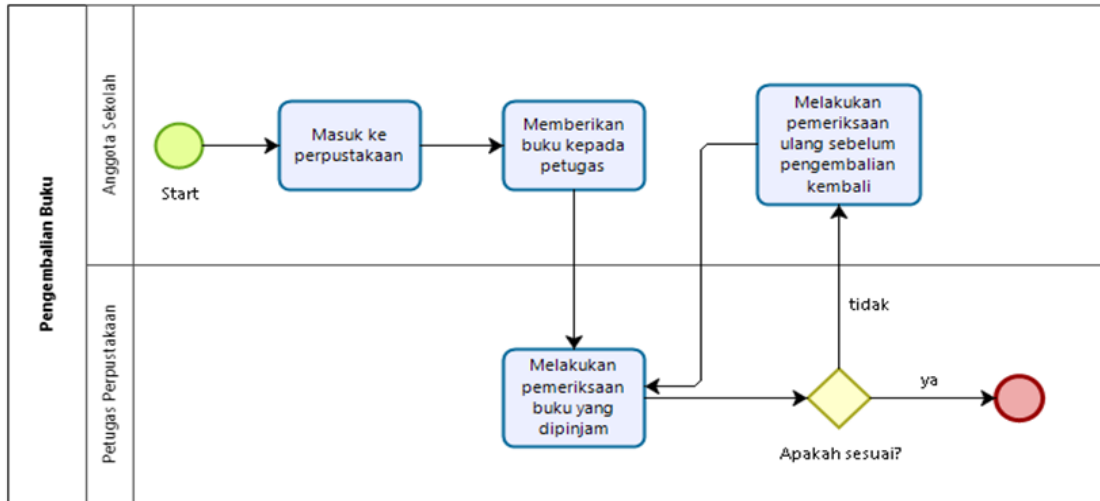 Pengembalian Buku
Anggota Sekolah
Start
Masuk ke
perpustakaan
Memberikan
buku kepada
petugas
Melakukan
pemeriksaan
ulang sebelum
pengembalian
kembali
Petugas Perpustakaan
Melakukan
pemeriksaan
buku yang
dipinjam
Apakah sesuai?
tidak
ya